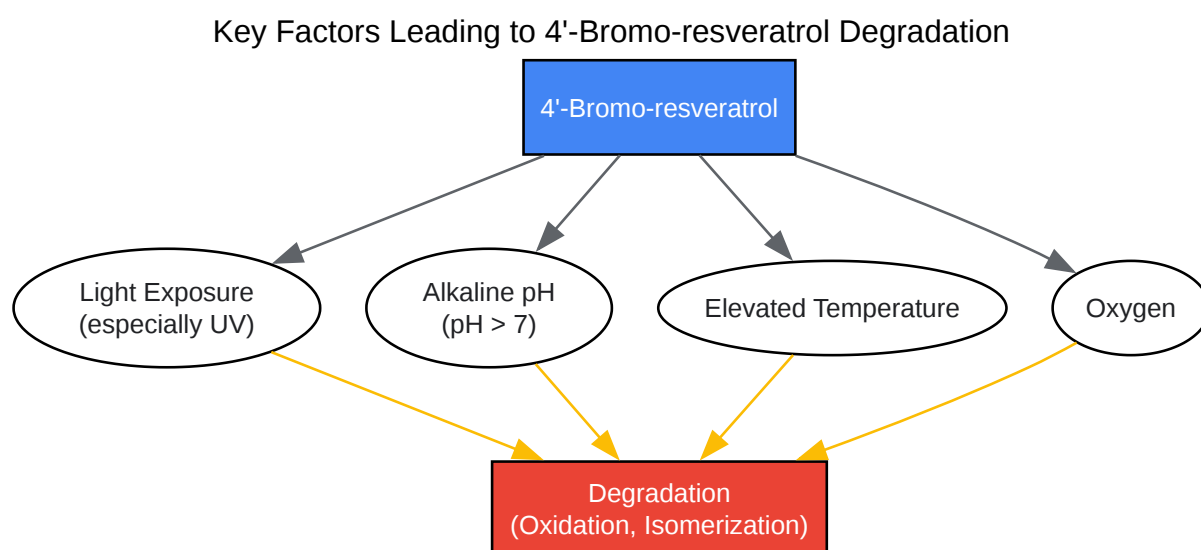 Key Factors Leading to 4'-Bromo-resveratrol Degradation
4'-Bromo-resveratrol
Light Exposure
(especially UV)
Alkaline pH
(pH > 7)
Elevated Temperature
Oxygen
Degradation
(Oxidation, Isomerization)